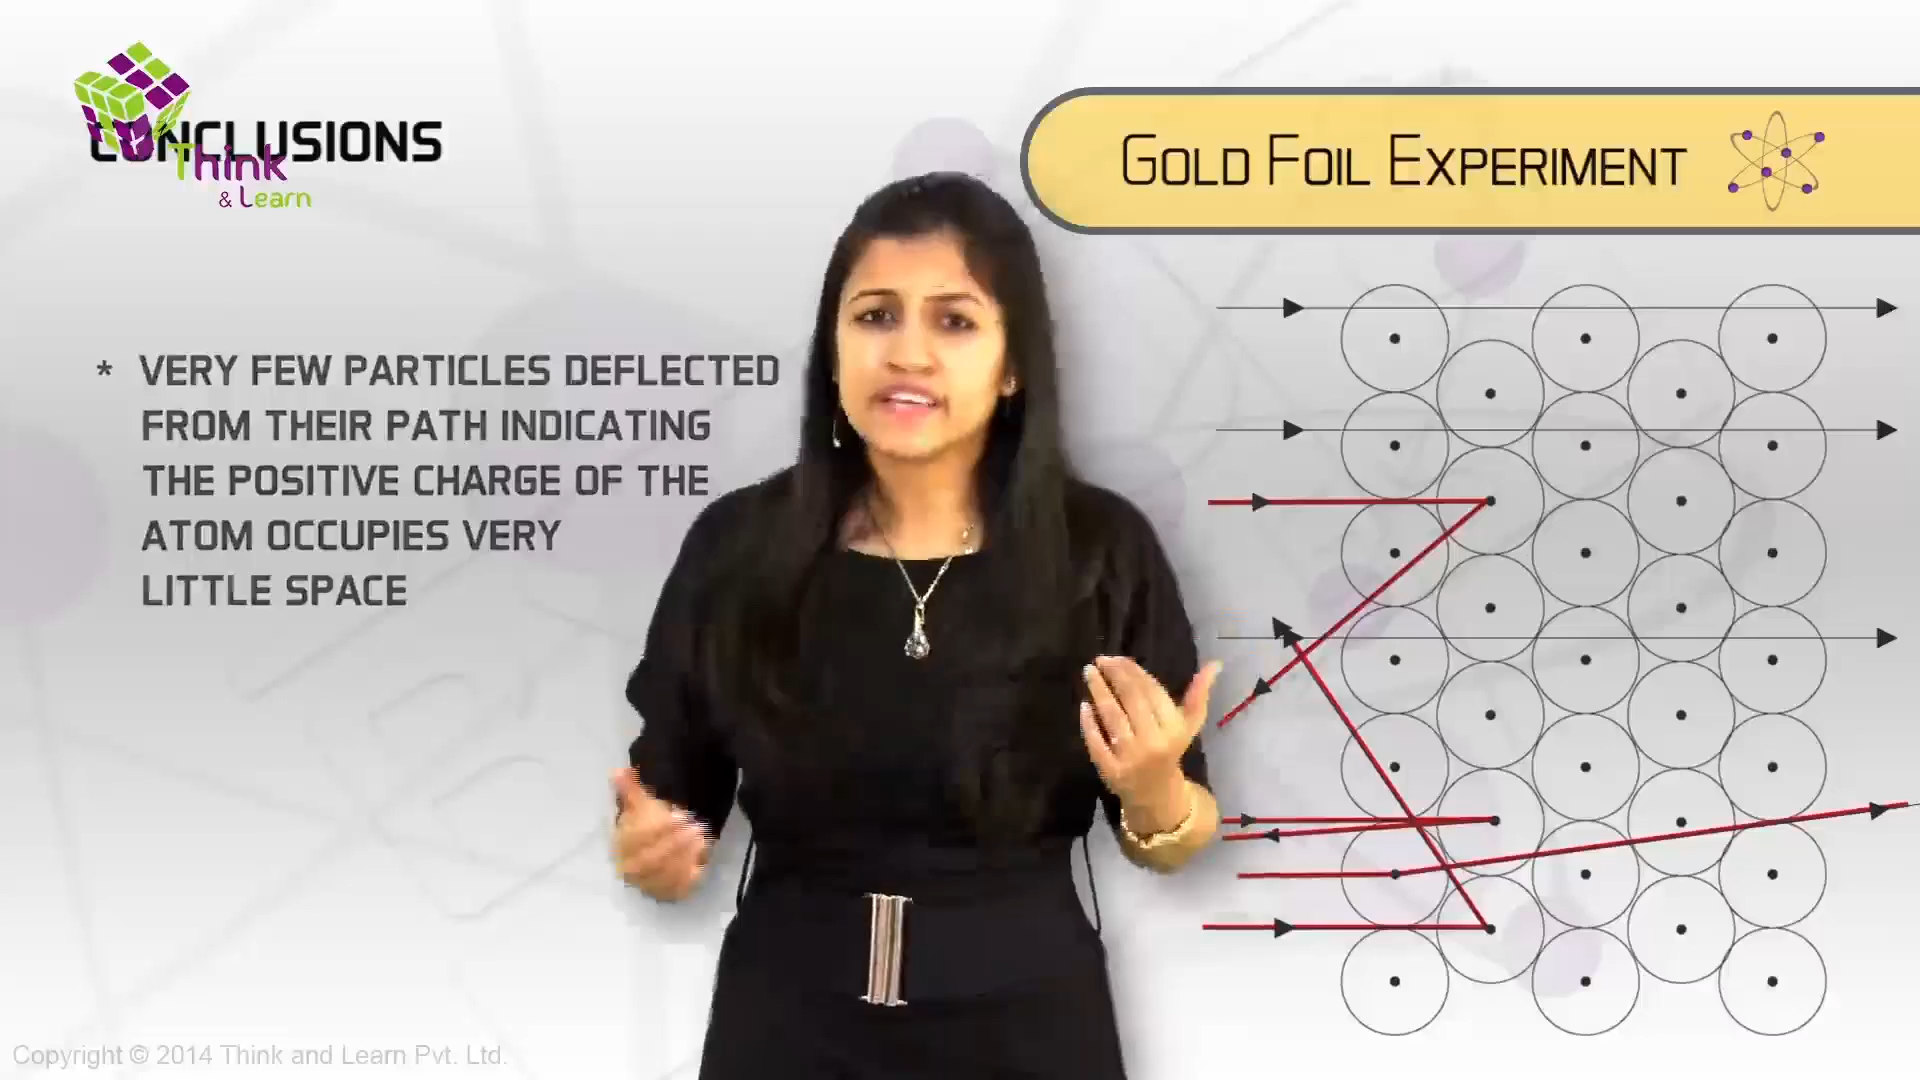 CONCLUSIONS
Think
& Learn
GOLD FOIL EXPERIMENT
* VERY FEW PARTICLES DEFLECTED
FROM THEIR PATH INDICATING
THE POSITIVE CHARGE OF THE
ATOM OCCUPIES VERY
LITTLE SPACE
Copyright © 2014 Think and Learn Pvt. Ltd.